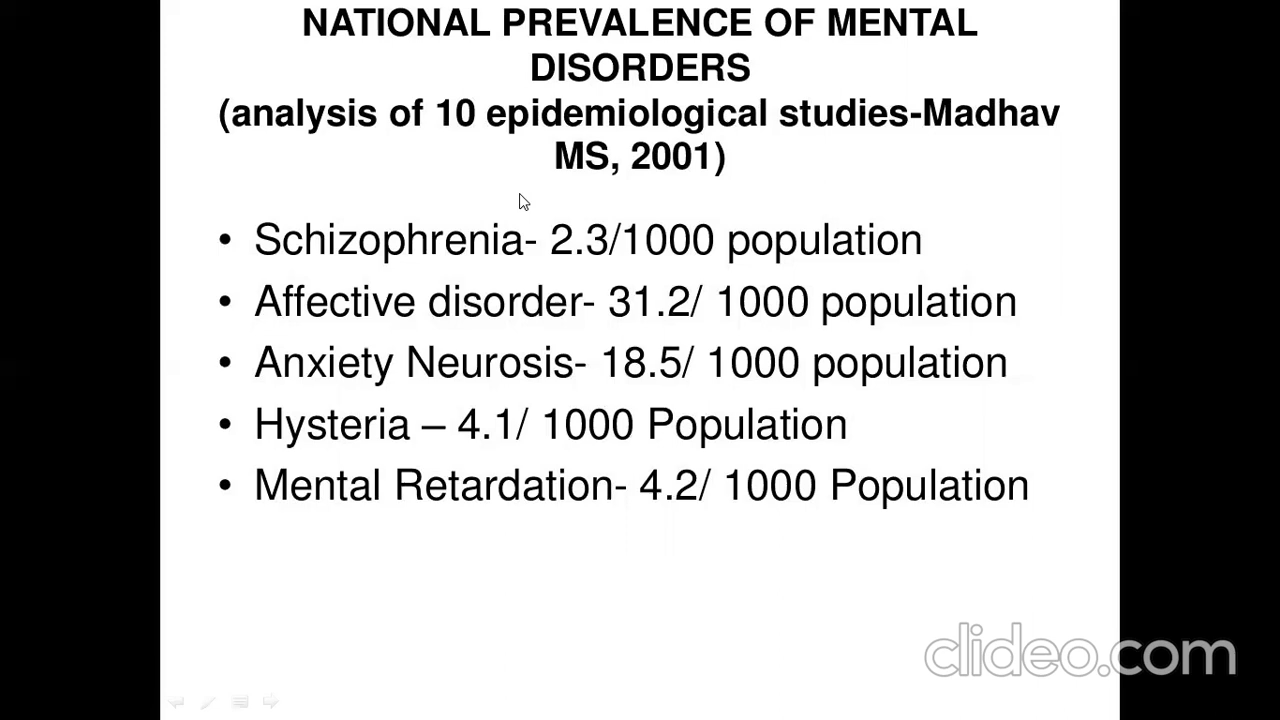 NATIONAL PREVALENCE OF MENTAL
DISORDERS
(analysis of 10 epidemiological studies-Madhav
MS, 2001)
• Schizophrenia- 2.3/1000 population
• Affective disorder- 31.2/ 1000 population
• Anxiety Neurosis- 18.5/ 1000 population
• Hysteria – 4.1/ 1000 Population
• Mental Retardation- 4.2/ 1000 Population
clideo.com